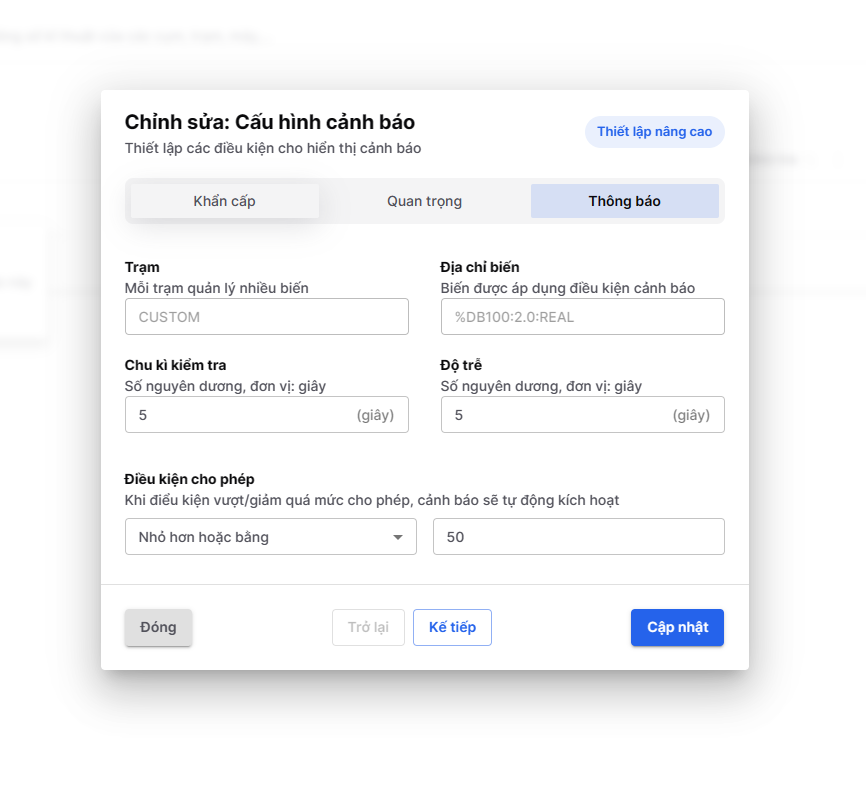 Chỉnh sửa: Cấu hình cảnh báo
Thiết lập nâng cao
Thiết lập các điều kiện cho hiển thị cảnh báo
Khẩn cấp
Quan trọng
Thông báo
Trạm
Mỗi trạm quản lý nhiều biến
CUSTOM
Địa chỉ biến
Biến được áp dụng điều kiện cảnh báo
%DB100:2.0:REAL
Chu kì kiểm tra
Số nguyên dương, đơn vị: giây
5 (giây)
Độ trễ
Số nguyên dương, đơn vị: giây
5 (giây)
Điều kiện cho phép
Khi điểu kiện vượt/giảm quá mức cho phép, cảnh báo sẽ tự động kích hoạt
Nhỏ hơn hoặc bằng
50
Đóng
Trở lại
Kế tiếp
Cập nhật